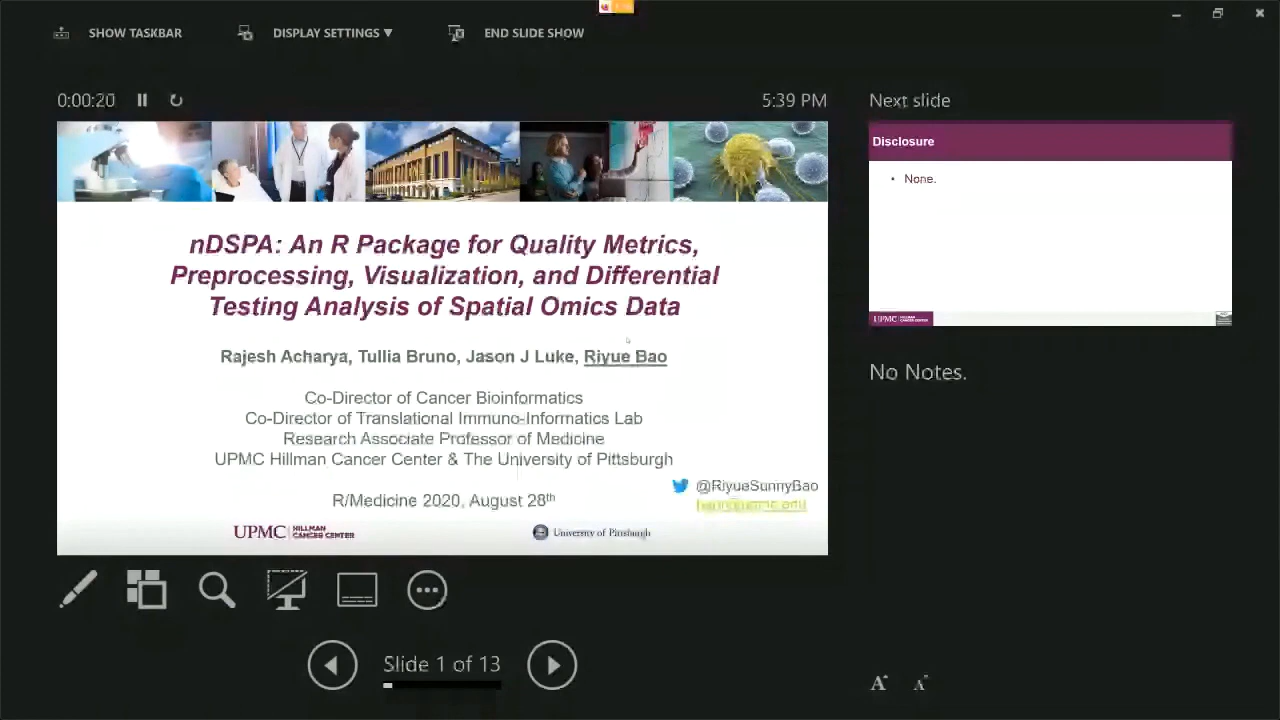 SHOW TASKBAR
DISPLAY SETTINGS ▼
END SLIDE SHOW
0:00:20
5:39 PM
nDSPA: An R Package for Quality Metrics,
Preprocessing, Visualization, and Differential
Testing Analysis of Spatial Omics Data
Rajesh Acharya, Tullia Bruno, Jason J Luke, Riyue Bao
Co-Director of Cancer Bioinformatics
Co-Director of Translational Immuno-Informatics Lab
Research Associate Professor of Medicine
UPMC Hillman Cancer Center & The University of Pittsburgh
@RiyueSunnyBao
R/Medicine 2020, August 28th
UPMC HILLMAN
CANCER CENTER
University of Pittsburgh
Next slide
Disclosure
• None.
UPMC HILLMAN
CANCER CENTER
No Notes.
Slide 1 of 13
A A